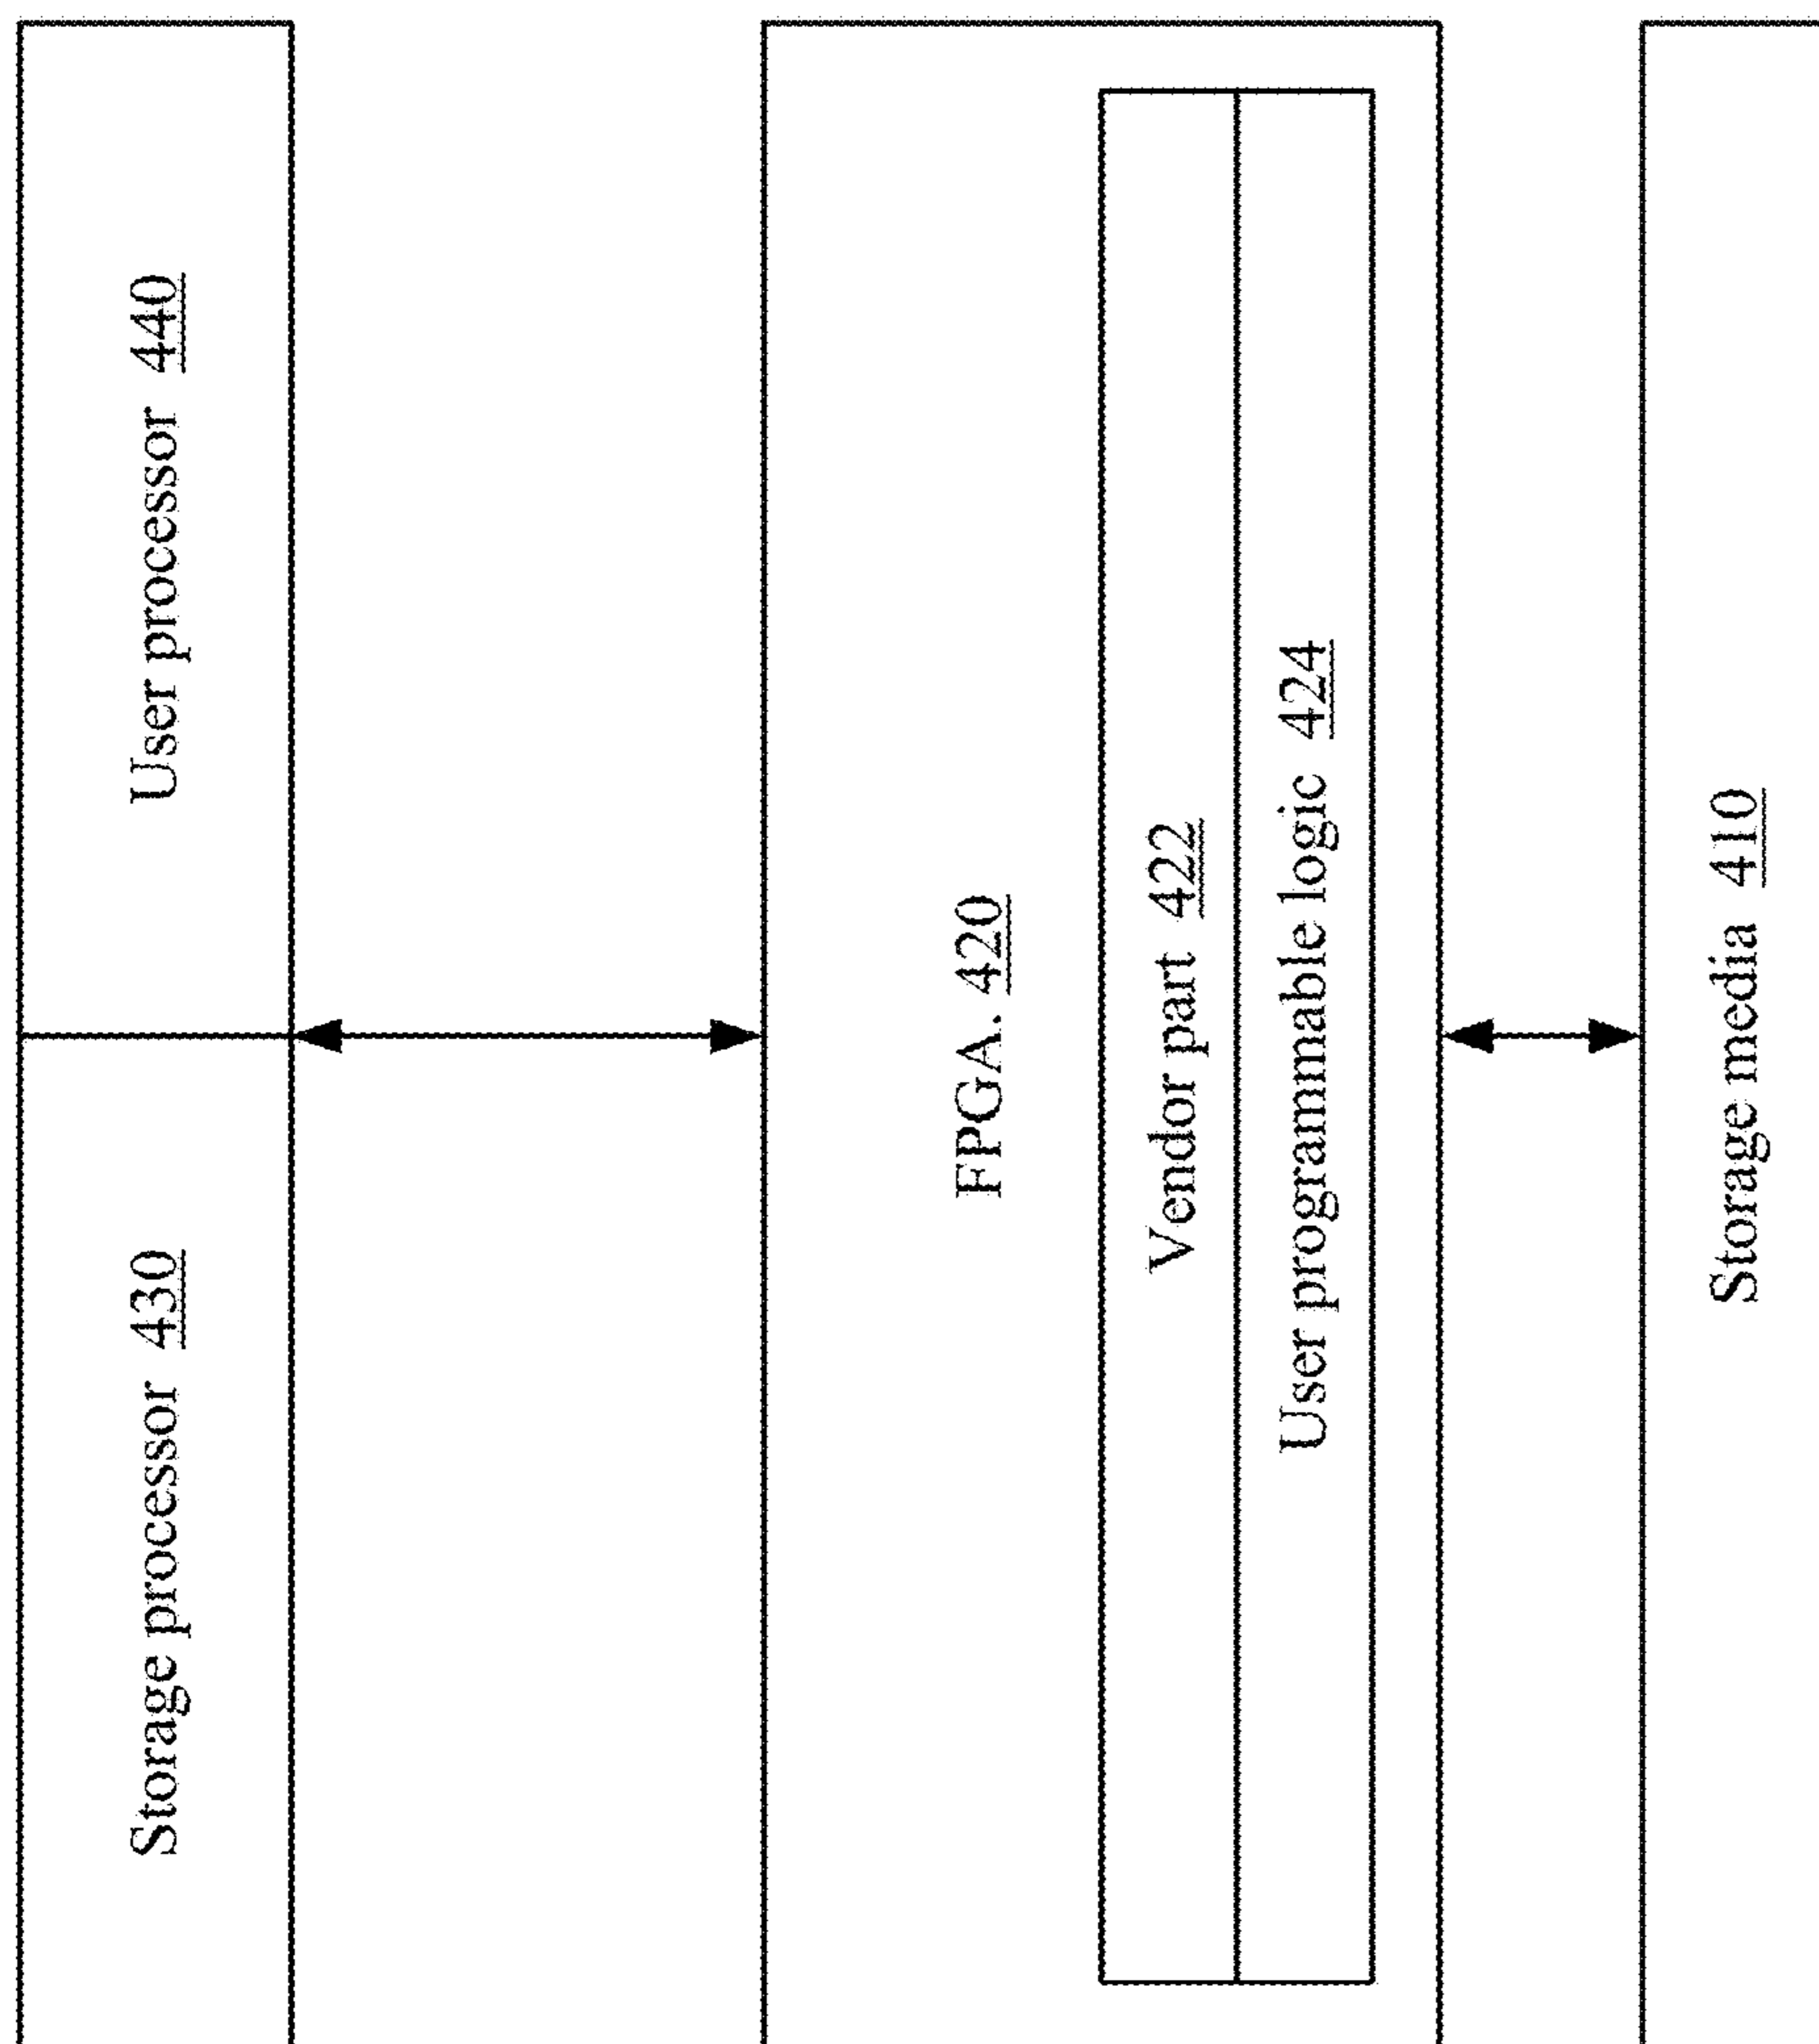 Storage processor 430
User processor 440
FPGA. 420
Vendor part 422
User programmable logic 424
Storage media 410